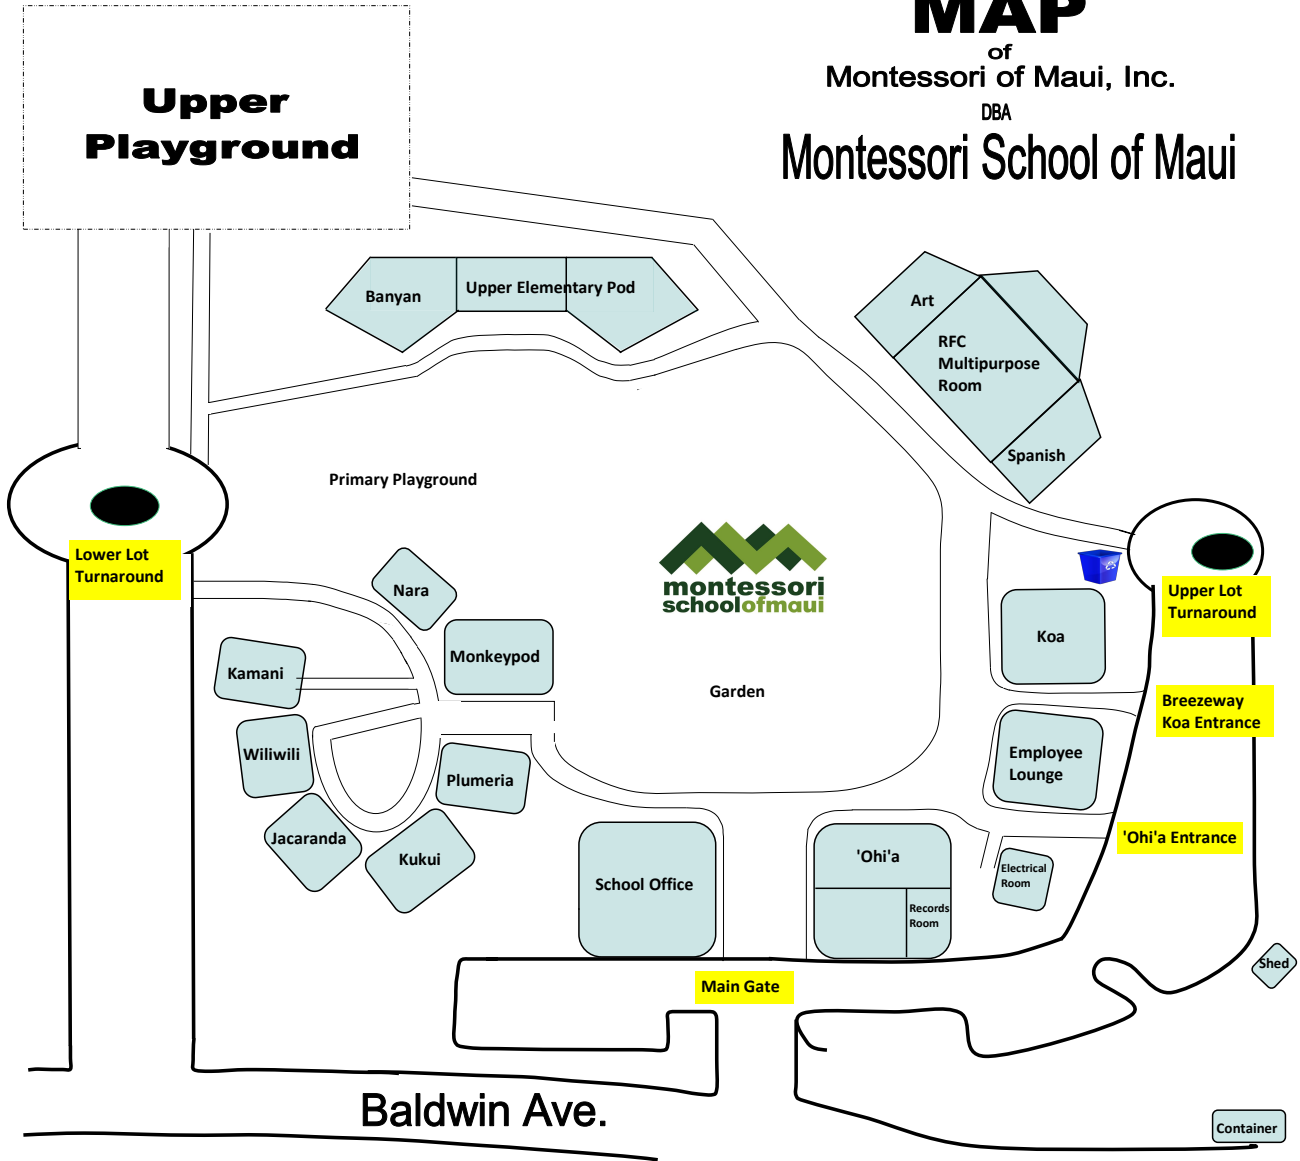 MAP
of
Montessori of Maui, Inc.
DBA
Montessori School of Maui
Upper
Playground
Banyan
Upper Elementary Pod
Art
RFC
Multipurpose
Room
Spanish
Primary Playground
Lower Lot
Turnaround
montessori
schoolofmaui
Nara
Upper Lot
Turnaround
Koa
Monkeypod
Kamani
Garden
Breezeway
Koa Entrance
Wiliwili
Employee
Lounge
Plumeria
Jacaranda
Kukui
'Ohi'a Entrance
'Ohi'a
School Office
Electrical
Room
Records
Room
Shed
Main Gate
Baldwin Ave.
Container